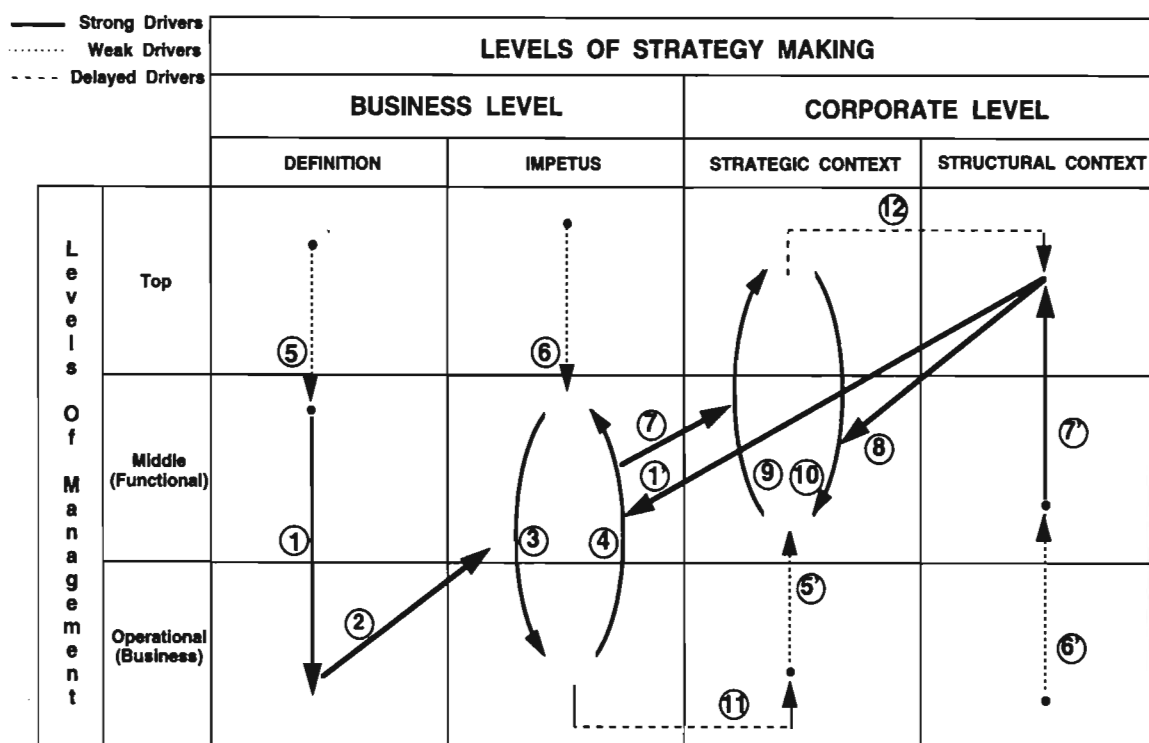 Strong Drivers
Weak Drivers
Delayed Drivers
LEVELS OF STRATEGY MAKING
BUSINESS LEVEL
CORPORATE LEVEL
DEFINITION
IMPETUS
STRATEGIC CONTEXT
STRUCTURAL CONTEXT
Levels Of Management
Top
Middle
(Functional)
Operational
(Business)
12
5
6
7
1'
8
7'
9
10
1
3
4
2
5'
6'
11